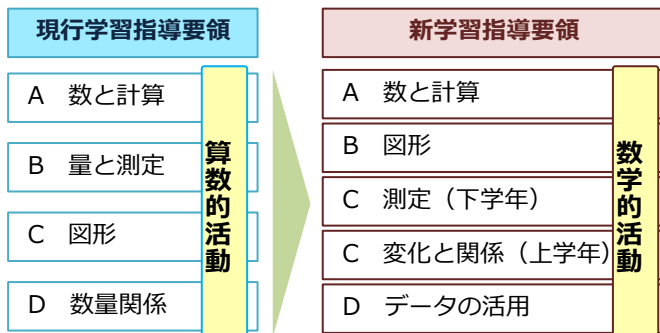 現行学習指導要領
A 数と計算
B 量と測定
C 図形
D 数量関係
算数的活動
新学習指導要領
A 数と計算
B 図形
C 測定（下学年）
C 変化と関係（上学年）
D データの活用
数学的活動